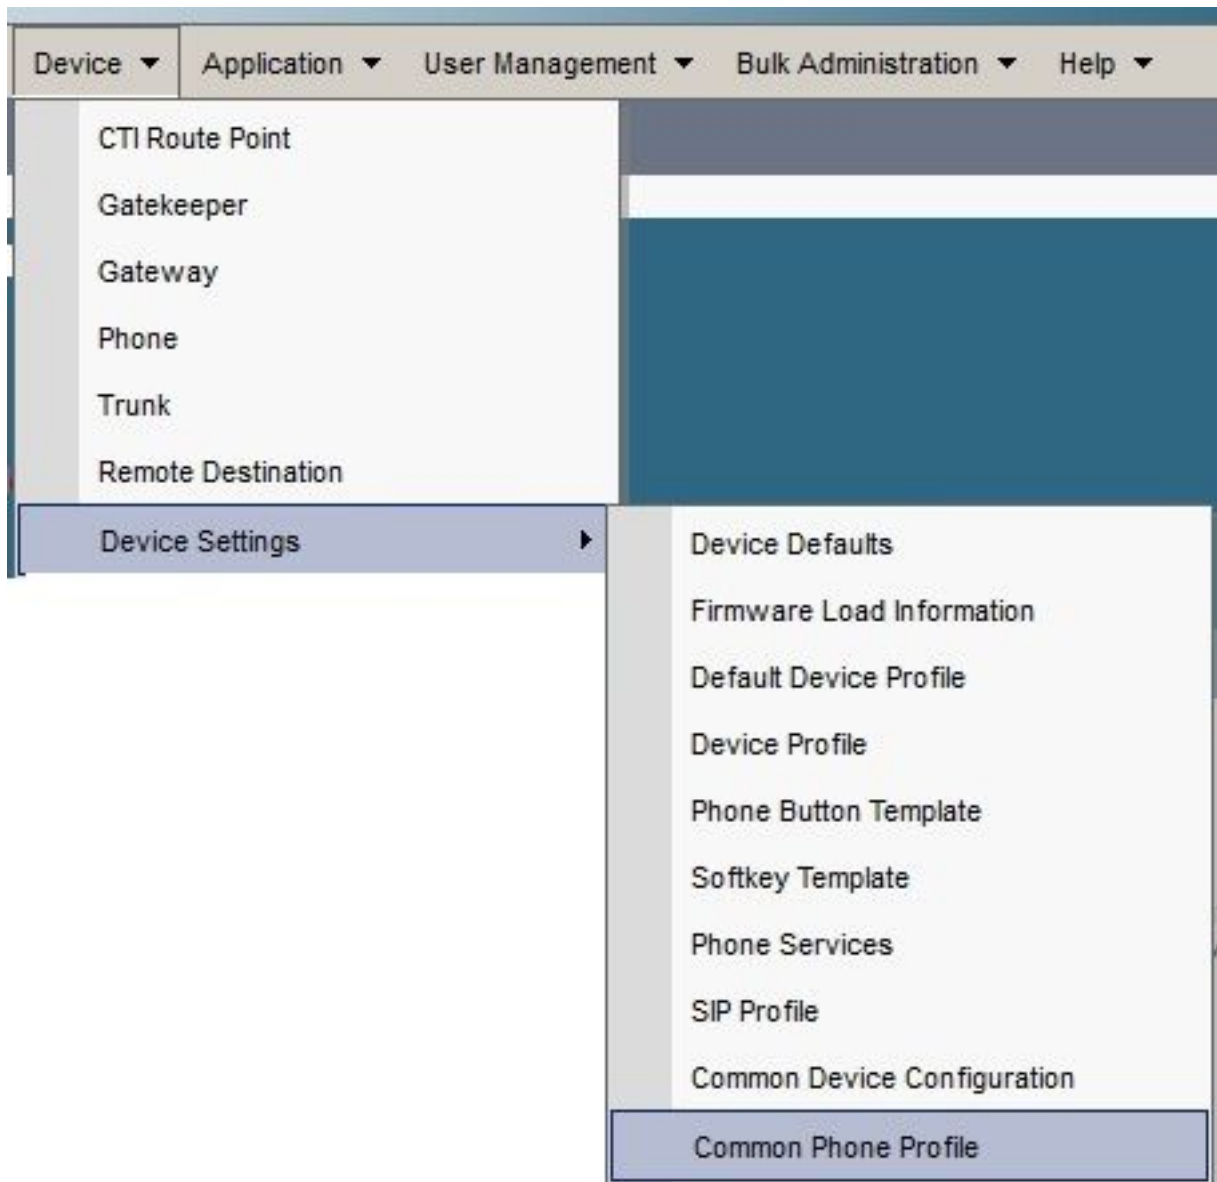 Device Application User Management Bulk Administration Help
CTI Route Point
Gatekeeper
Gateway
Phone
Trunk
Remote Destination
Device Settings
Device Defaults
Firmware Load Information
Default Device Profile
Device Profile
Phone Button Template
Softkey Template
Phone Services
SIP Profile
Common Device Configuration
Common Phone Profile